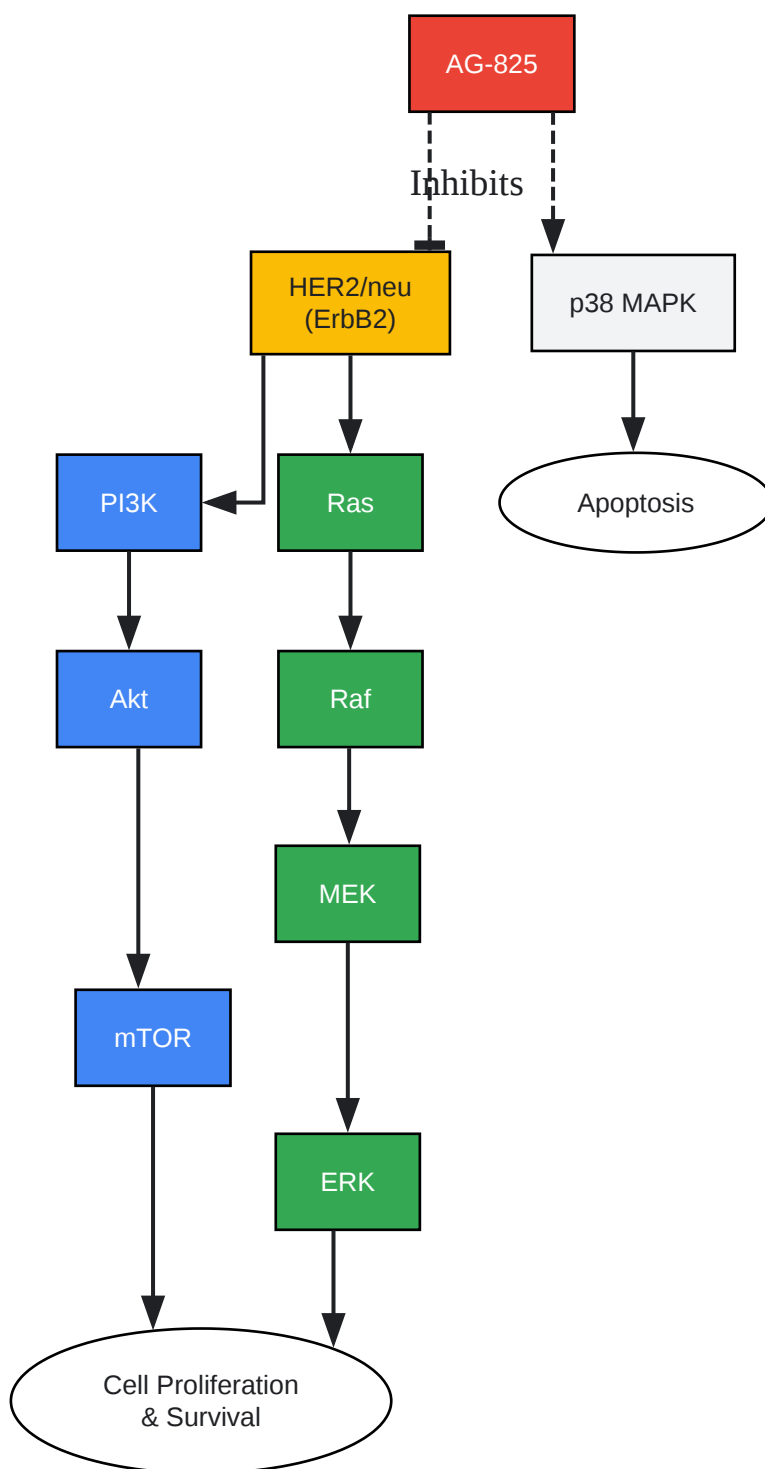 AG-825
Inhibits
HER2/neu
(ErbB2)
p38 MAPK
PI3K
Ras
Apoptosis
Akt
Raf
MEK
mTOR
ERK
Cell Proliferation
& Survival